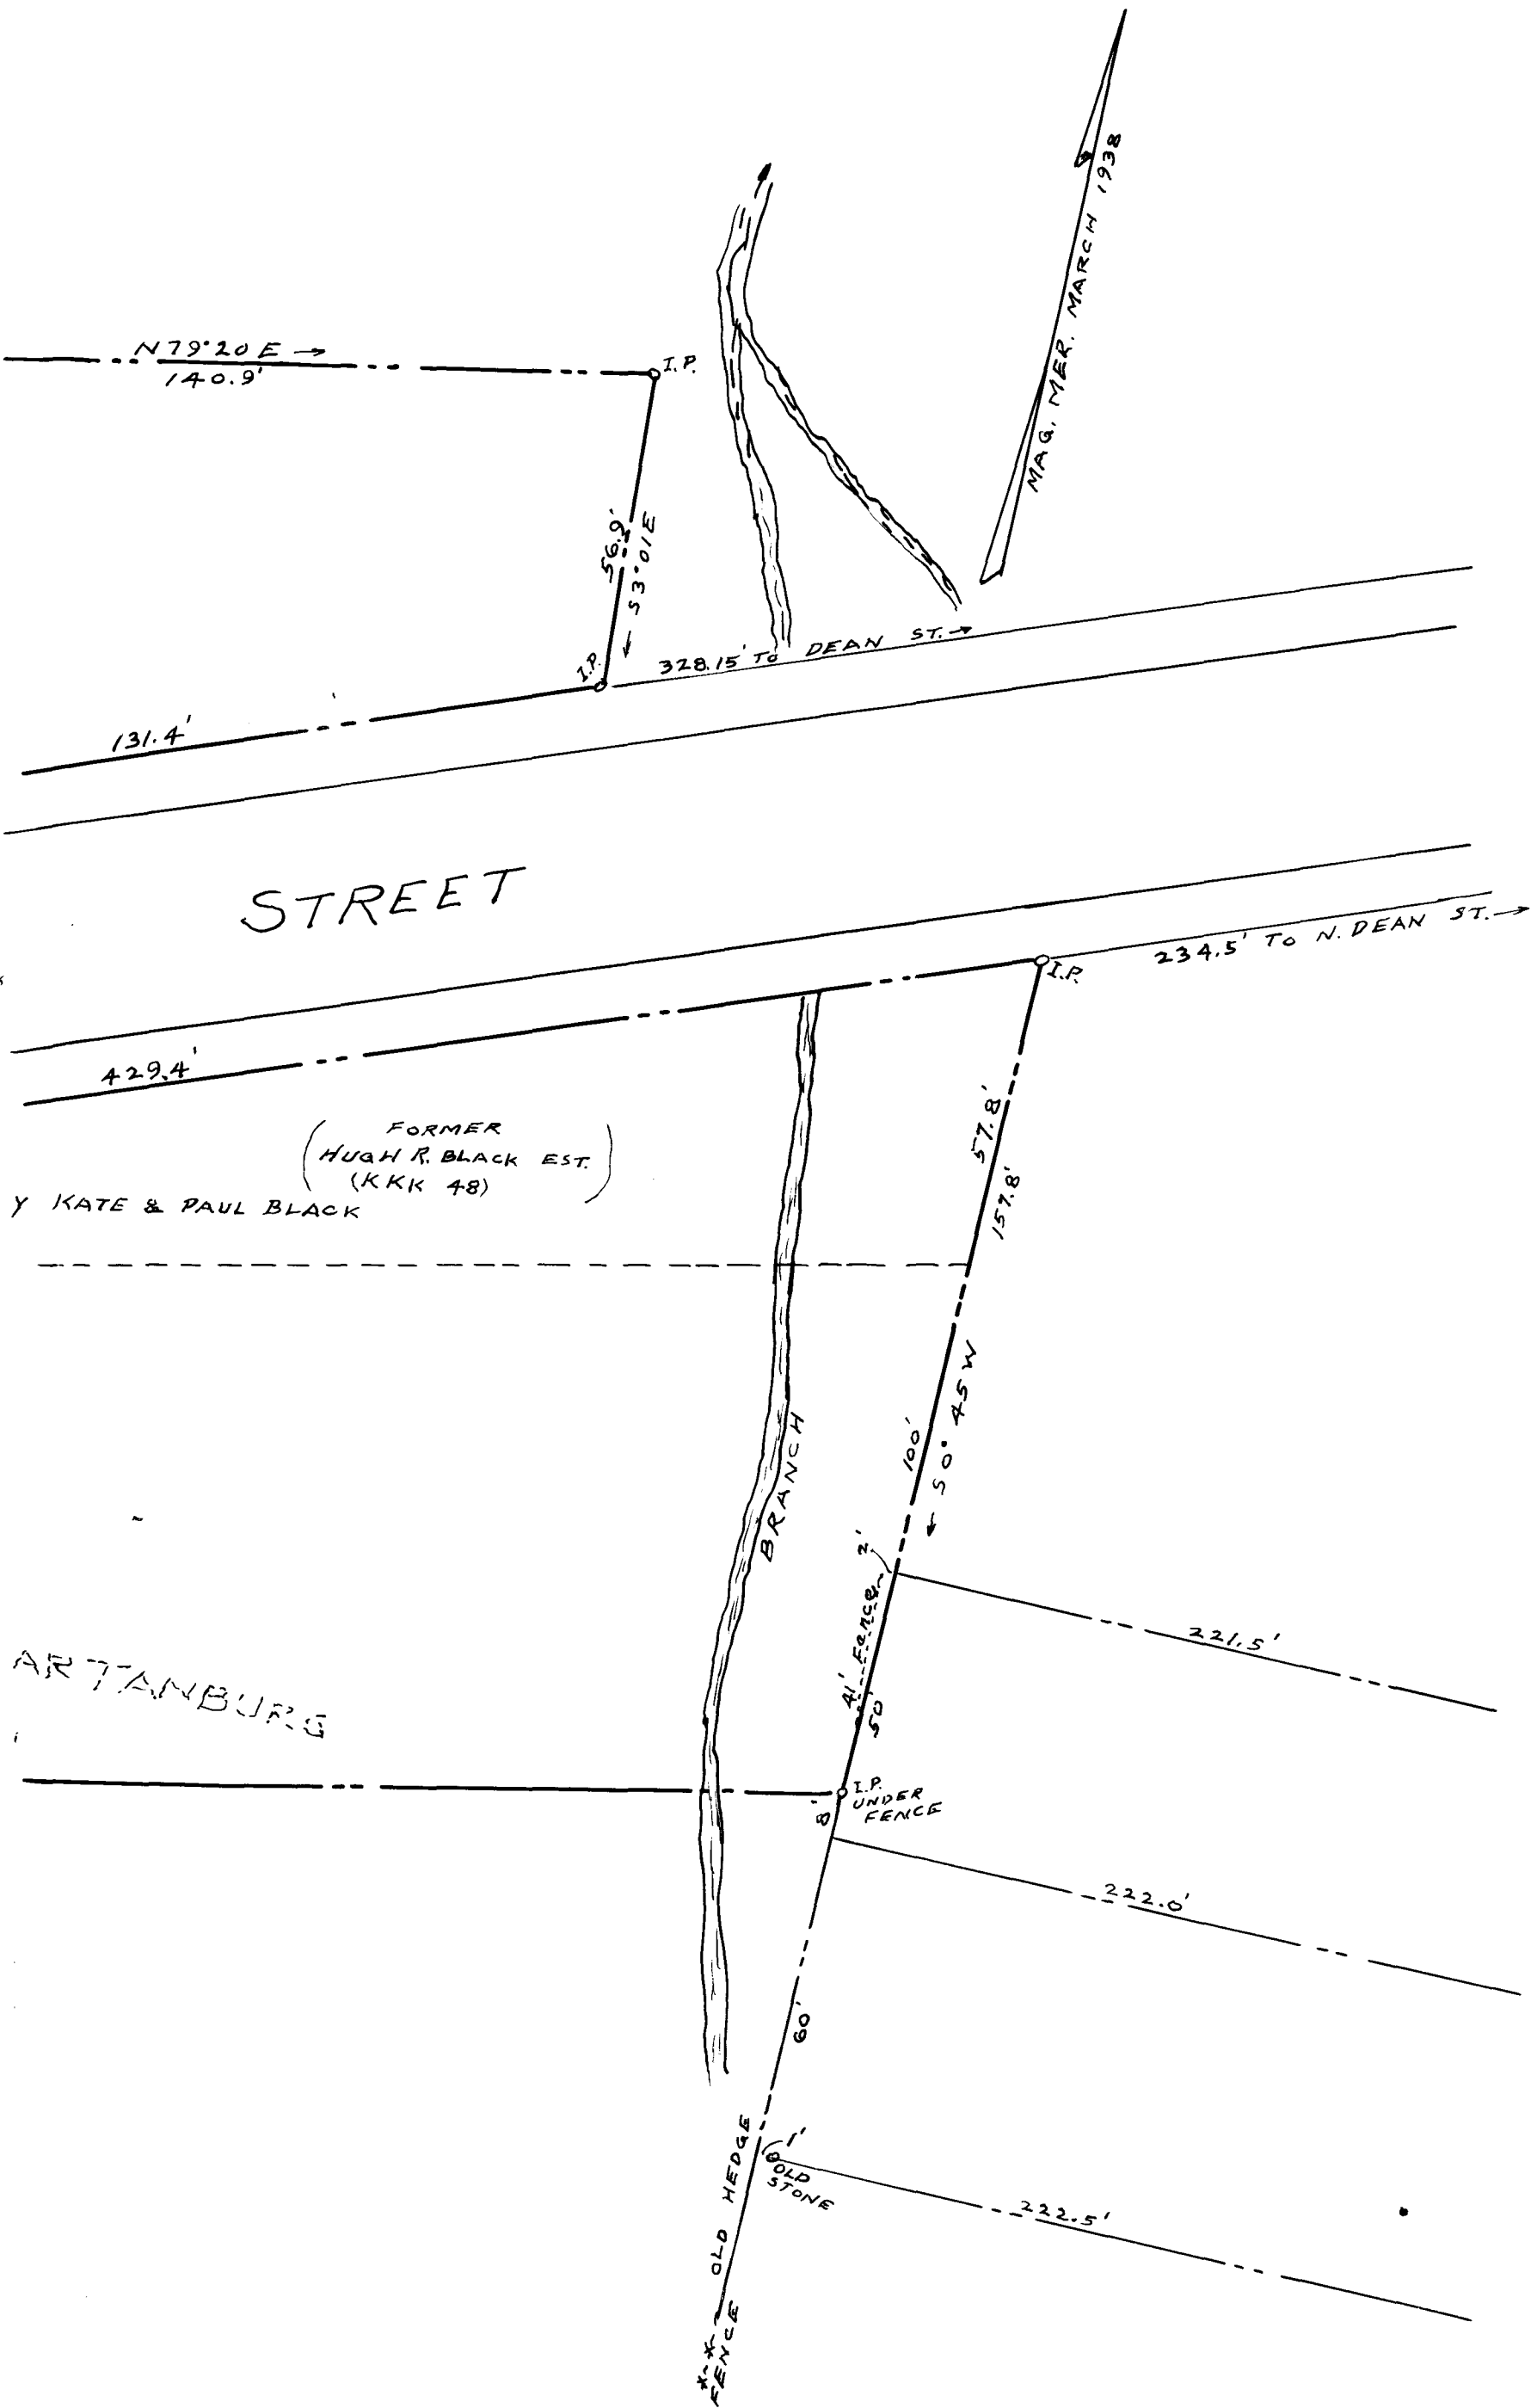 MAG. MER. MARCH 1938
N79°20E →
140.9'
I.P.
56.9'
← S3°01E
I.P.
328.15' TO DEAN ST. →
131.4'
STREET
234.5' TO N. DEAN ST. →
I.P.
429.4'
57.8'
157.8'
FORMER
HUGH R. BLACK EST.
(KKK 48)
Y KATE & PAUL BLACK
100'
← S0°45W
BRANCH
2'
41' Fence
50'
221.5'
ARTANBURG
I.P.
UNDER
FENCE
8'
222.0'
60'
1'
OLD
STONE
OLD HEDGE
222.5'
FENCE